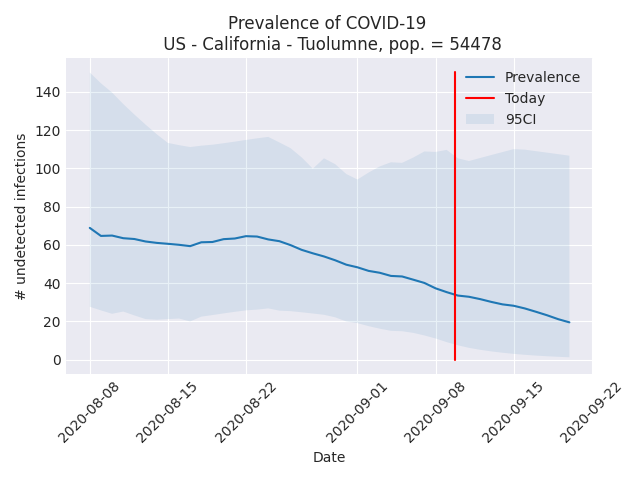 Prevalence of COVID-19
US - California - Tuolumne, pop. = 54478
Prevalence
Today
95CI
# undetected infections
140
120
100
80
60
40
20
0
2020-08-08
2020-08-15
2020-08-22
2020-09-01
2020-09-08
2020-09-15
2020-09-22
Date